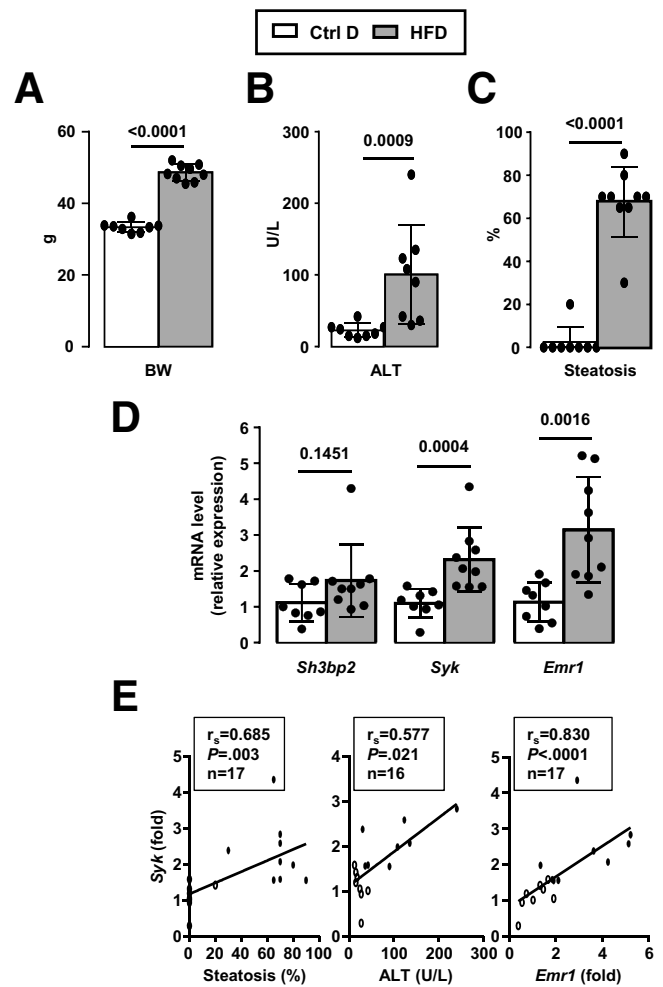 Ctrl D HFD
A
B
C
<0.0001
0.0009
<0.0001
60
40
20
0
g
BW
300
200
100
0
U/L
ALT
100
80
60
40
20
0
%
Steatosis
D
6
5
4
3
2
1
0
mRNA level
(relative expression)
0.1451
0.0004
0.0016
Sh3bp2
Syk
Emr1
E
rs=0.685
P=.003
n=17
5
4
3
2
1
0
Syk (fold)
0 20 40 60 80 100
Steatosis (%)
rs=0.577
P=.021
n=16
4
3
2
1
0
0 100 200 300
ALT (U/L)
rs=0.830
P<.0001
n=17
5
4
3
2
1
0
0 2 4 6
Emr1 (fold)